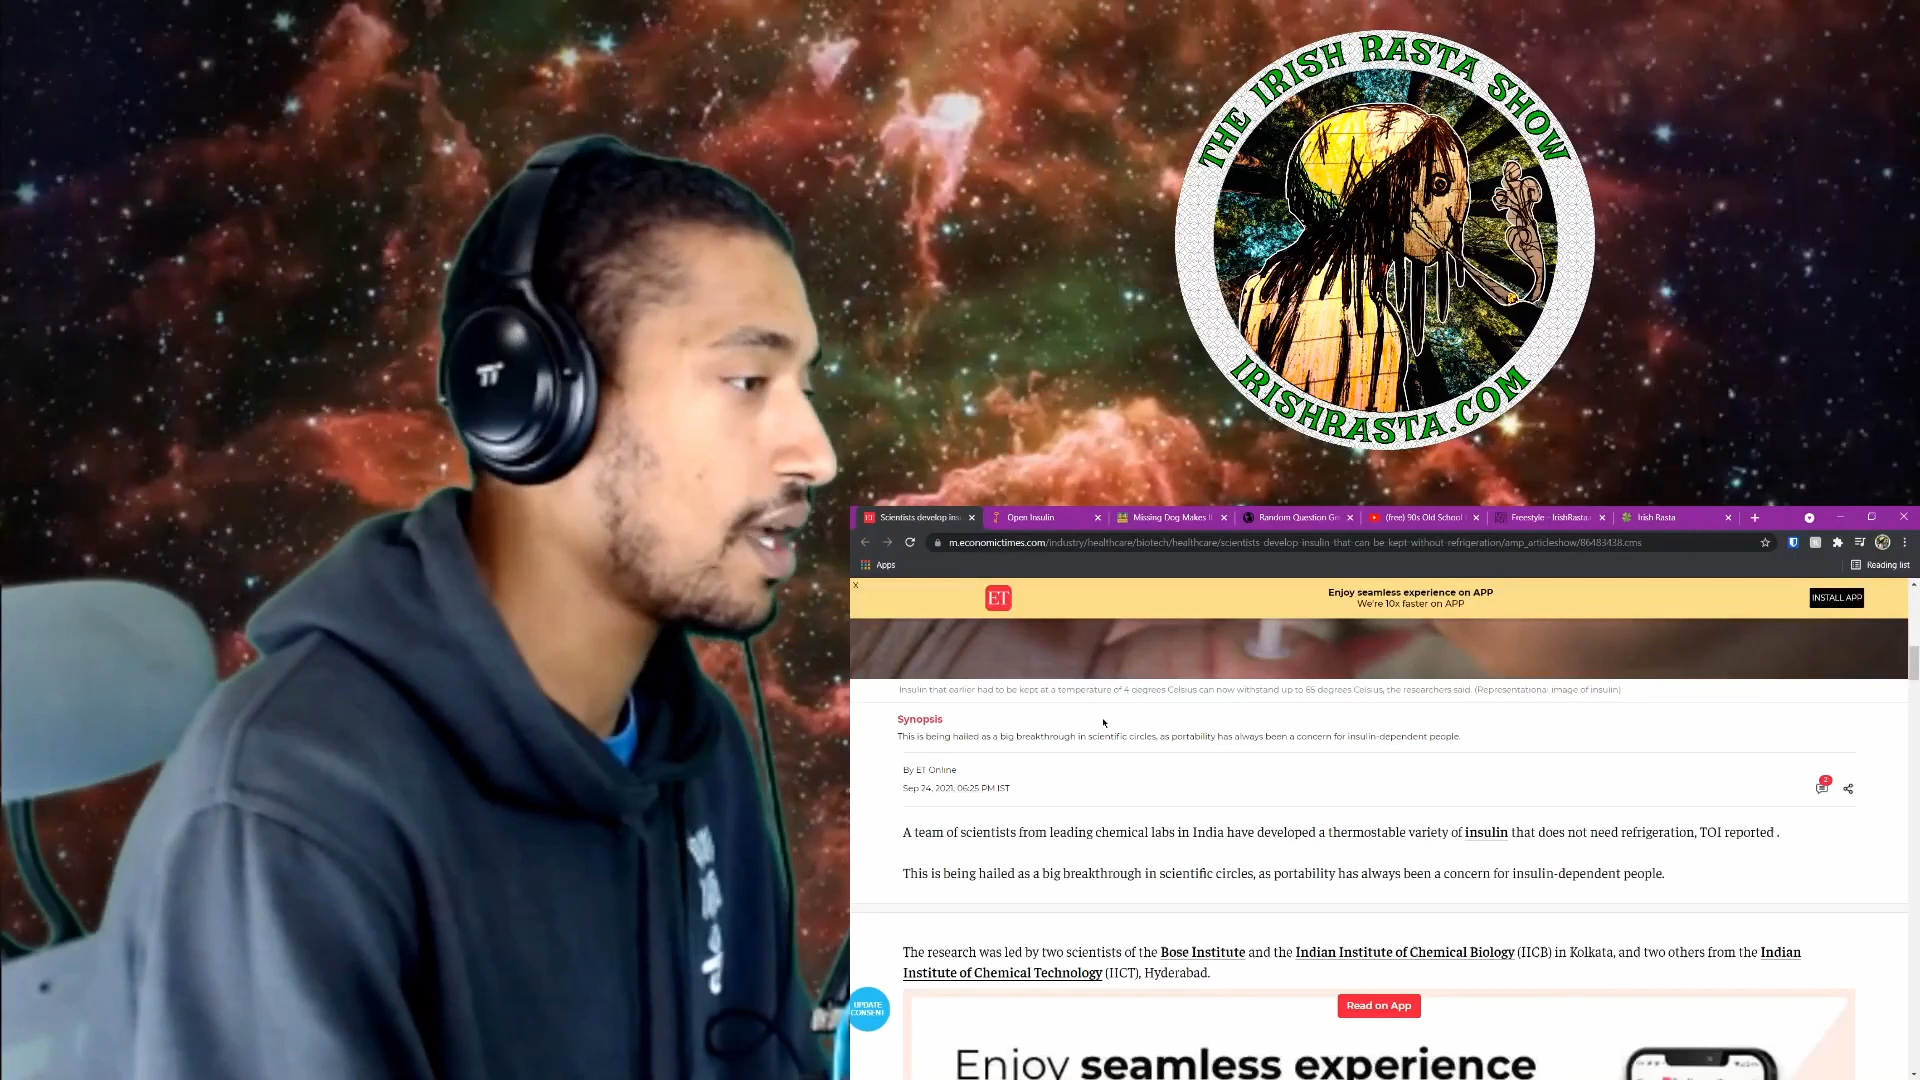 THE IRISH RASTA SHOW
IRISHRASTA.COM
Scientists develop ins
Open Insulin
Missing Dog Makes I
Random Question Ge
(free) 90s Old School
Freestyle – IrishRasta.
Irish Rasta
m.economictimes.com/industry/healthcare/biotech/healthcare/scientists-develop-insulin-that-can-be-kept-without-refrigeration/amp_articleshow/86483438.cms
Apps
Reading list
X
ET
Enjoy seamless experience on APP
We're 10x faster on APP
INSTALL APP
Insulin that earlier had to be kept at a temperature of 4 degrees Celsius can now withstand up to 65 degrees Celsius, the researchers said. (Representational image of insulin)
Synopsis
This is being hailed as a big breakthrough in scientific circles, as portability has always been a concern for insulin-dependent people.
By ET Online
Sep 24, 2021, 06:25 PM IST
2
A team of scientists from leading chemical labs in India have developed a thermostable variety of insulin that does not need refrigeration, TOI reported .
This is being hailed as a big breakthrough in scientific circles, as portability has always been a concern for insulin-dependent people.
The research was led by two scientists of the Bose Institute and the Indian Institute of Chemical Biology (IICB) in Kolkata, and two others from the Indian
Institute of Chemical Technology (IICT), Hyderabad.
UPDATE
CONSENT
Read on App
Enjoy seamless experience